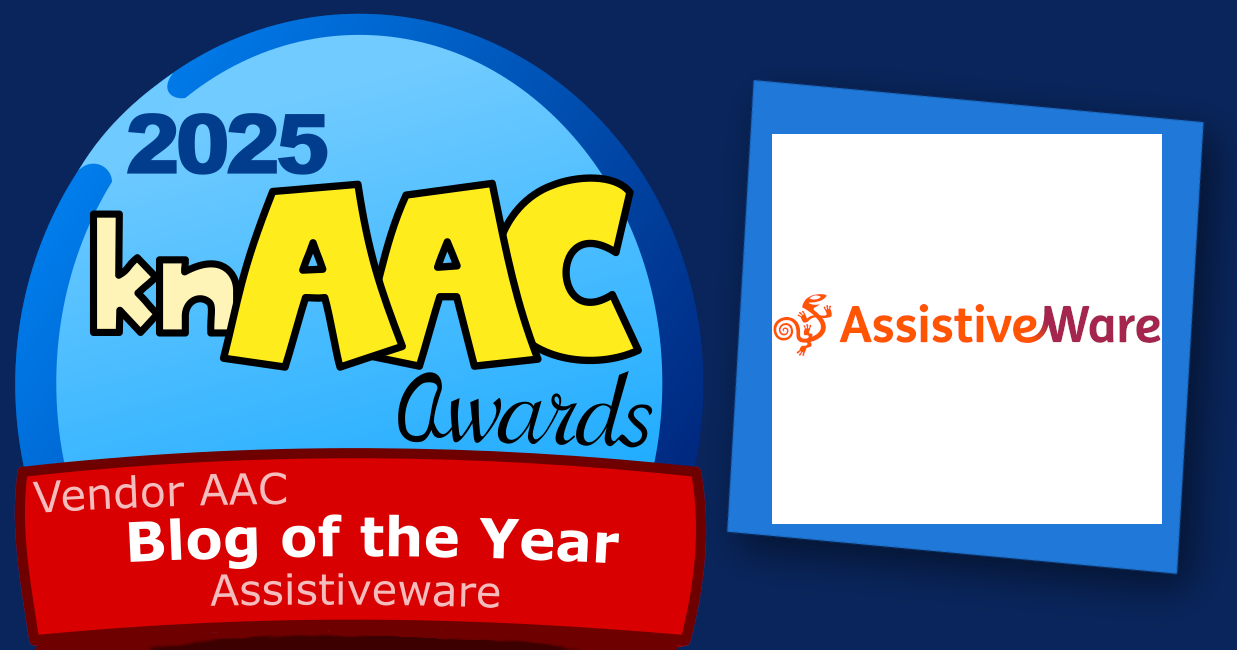 2025
knAAC
Awards
Vendor AAC
Blog of the Year
Assistiveware
AssistiveWare